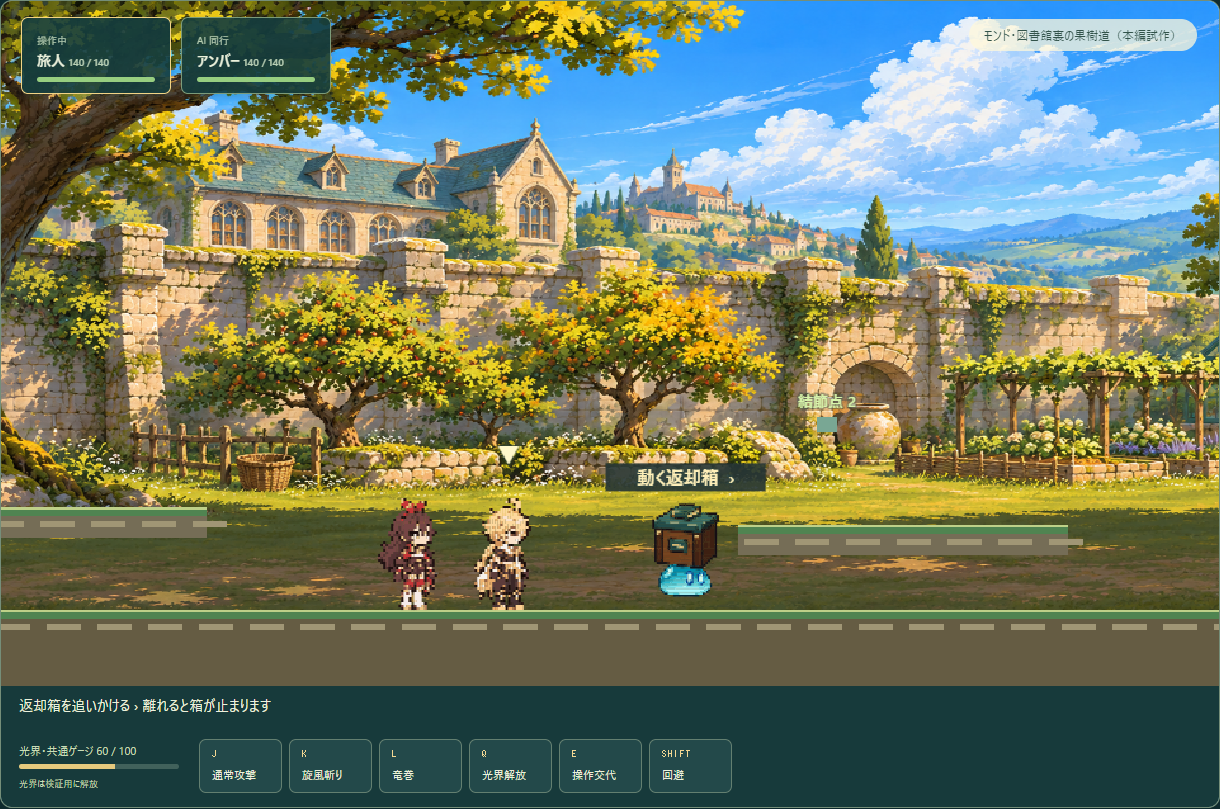 操作中
旅人 140 / 140
AI 同行
アンバー 140 / 140
モンド・図書館裏の果樹道（本編試作）
結節点 2
動く返却箱 ›
返却箱を追いかける › 離れると箱が止まります
光界・共通ゲージ 60 / 100
光界は検証用に解放
J
通常攻撃
K
旋風斬り
L
竜巻
Q
光界解放
E
操作交代
SHIFT
回避